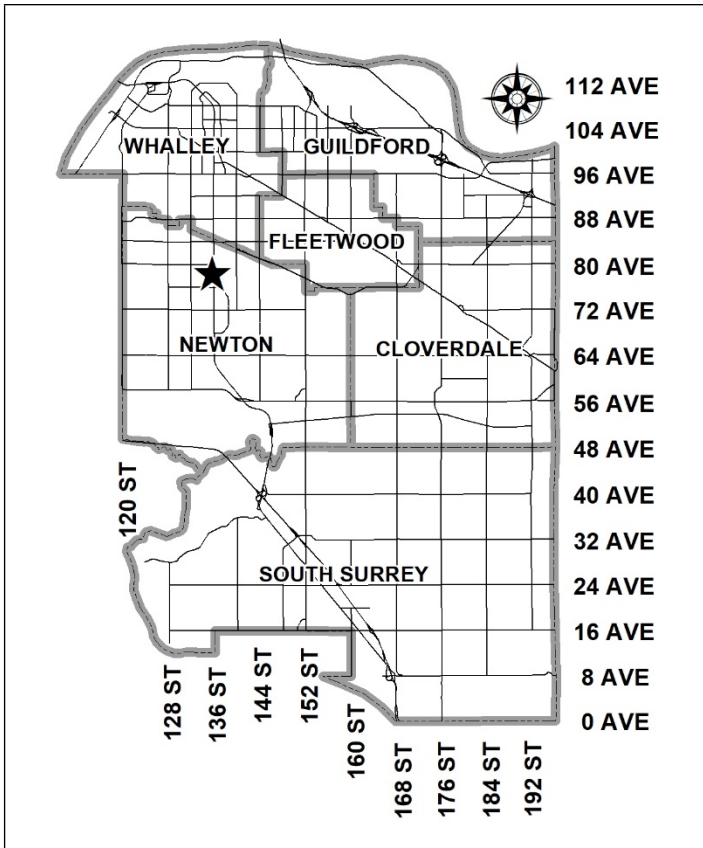 112 AVE
104 AVE
WHALLEY
GUILDFORD
96 AVE
88 AVE
FLEETWOOD
80 AVE
72 AVE
NEWTON
CLOVERDALE
64 AVE
56 AVE
48 AVE
120 ST
40 AVE
32 AVE
SOUTH SURREY
24 AVE
16 AVE
8 AVE
0 AVE
128 ST
136 ST
144 ST
152 ST
160 ST
168 ST
176 ST
184 ST
192 ST